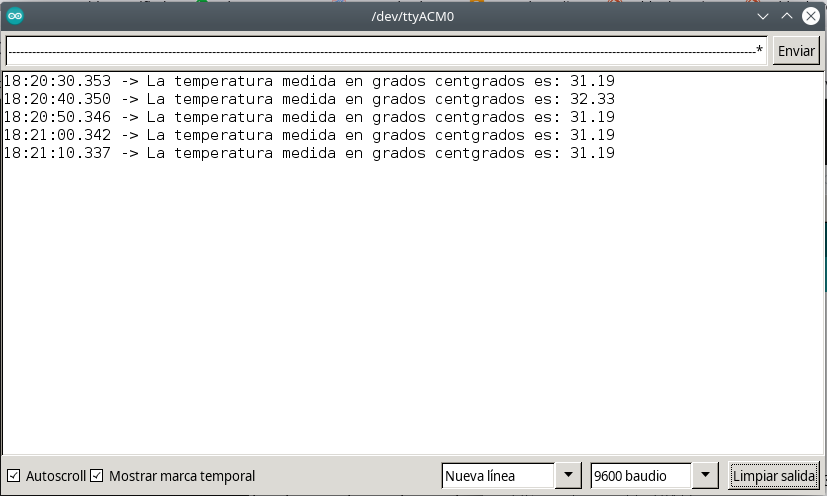 /dev/ttyACM0
--------------------------------------------------------------------------------------------------------------------------------------------------------* Enviar
18:20:30.353 -> La temperatura medida en grados centgrados es: 31.19
18:20:40.350 -> La temperatura medida en grados centgrados es: 32.33
18:20:50.346 -> La temperatura medida en grados centgrados es: 31.19
18:21:00.342 -> La temperatura medida en grados centgrados es: 31.19
18:21:10.337 -> La temperatura medida en grados centgrados es: 31.19
Autoscroll Mostrar marca temporal Nueva línea 9600 baudio Limpiar salida